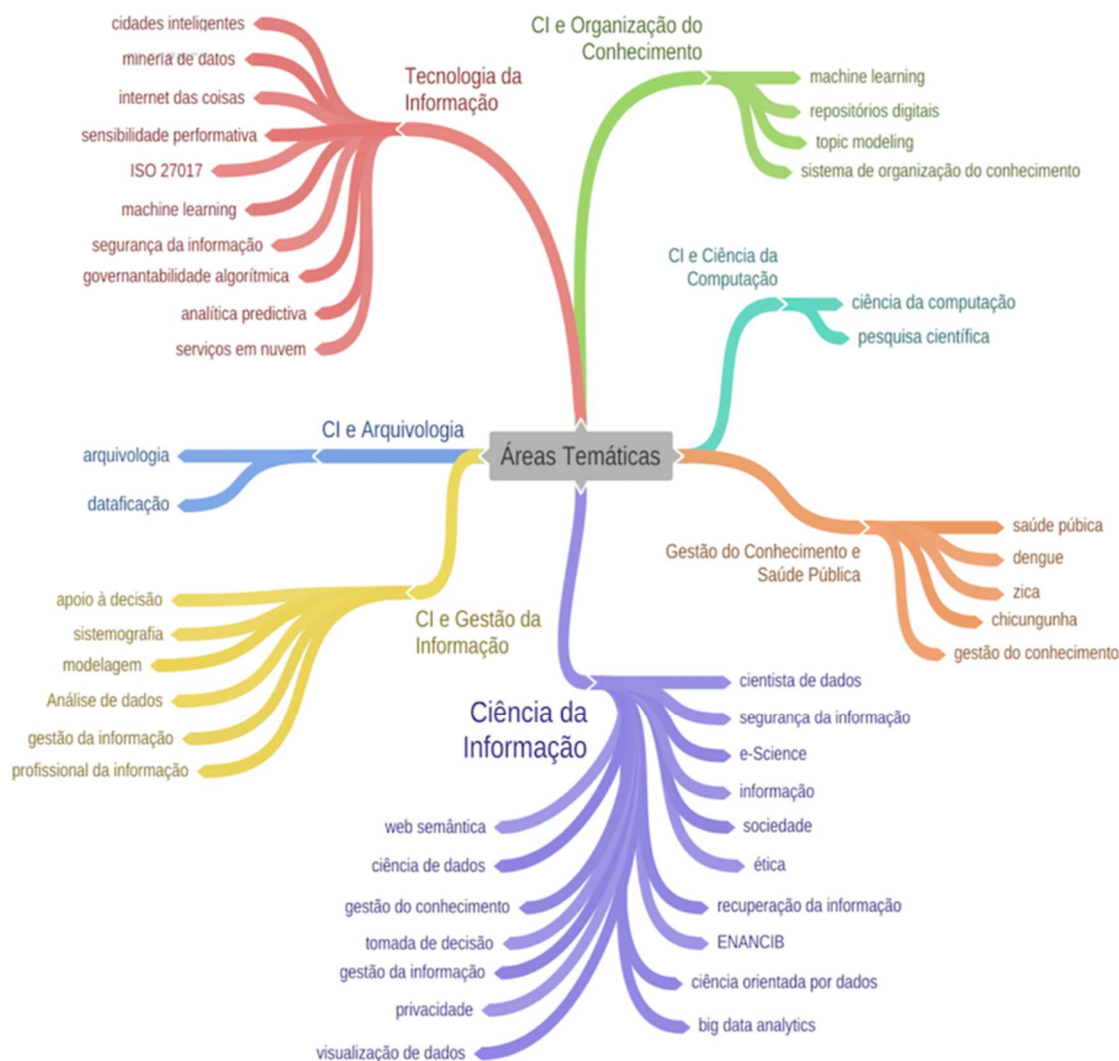 Áreas Temáticas
Tecnologia da
Informação
cidades inteligentes
minería de datos
internet das coisas
sensibilidade performativa
ISO 27017
machine learning
segurança da informação
governantabilidade algorítmica
analítica predictiva
serviços em nuvem
CI e Organização do
Conhecimento
machine learning
repositórios digitais
topic modeling
sistema de organização do conhecimento
CI e Ciência da
Computação
ciência da computação
pesquisa científica
CI e Arquivologia
arquivologia
dataficação
Gestão do Conhecimento e
Saúde Pública
saúde púbica
dengue
zica
chicungunha
gestão do conhecimento
CI e Gestão da
Informação
apoio à decisão
sistemografia
modelagem
Análise de dados
gestão da informação
profissional da informação
Ciência da
Informação
cientista de dados
segurança da informação
e-Science
informação
sociedade
ética
recuperação da informação
ENANCIB
ciência orientada por dados
big data analytics
web semântica
ciência de dados
gestão do conhecimento
tomada de decisão
gestão da informação
privacidade
visualização de dados